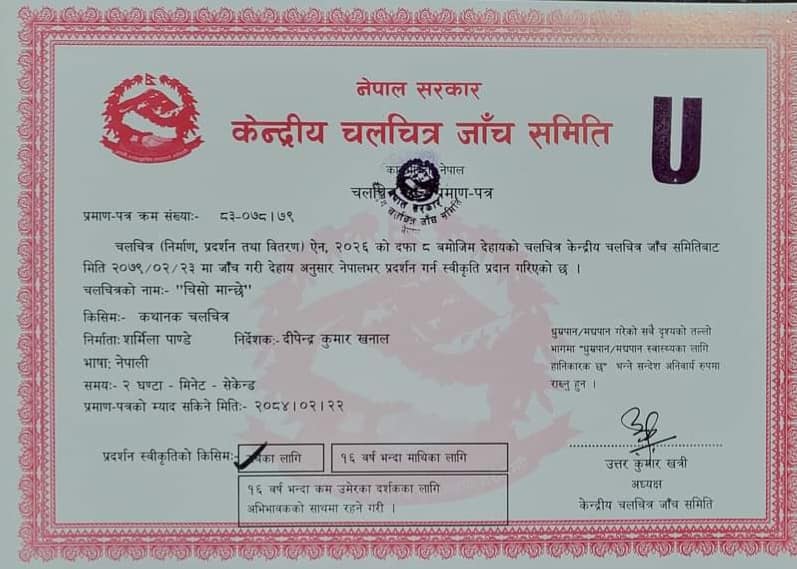 नेपाल सरकार
केन्द्रीय चलचित्र जाँच समिति
U
नेपाल
प्रमाण-पत्र
नेपाल सरकार
चलचित्र जाँच समिति
प्रमाण-पत्र क्रम संख्याः- ८३-०७८।७९
चलचित्र (निर्माण, प्रदर्शन तथा वितरण) ऐन, २०२६ को दफा ८ बमोजिम देहायको चलचित्र केन्द्रीय चलचित्र जाँच समितिबाट
मिति २०७९/०२/२३ मा जाँच गरी देहाय अनुसार नेपालभर प्रदर्शन गर्न स्वीकृति प्रदान गरिएको छ ।
चलचित्रको नामः- "चिसो मान्छे"
किसिमः- कथानक चलचित्र
निर्माताः शर्मिला पाण्डे निर्देशकः- दीपेन्द्र कुमार खनाल
भाषाः नेपाली
समयः- २ घण्टा - मिनेट - सेकेन्ड
प्रमाण-पत्रको म्याद सकिने मितिः- २०८४।०२।२२
धुम्रपान/मद्यपान गरेको सबै दृश्यको तल्लो
भागमा "धुम्रपान/मद्यपान स्वास्थ्यका लागि
हानिकारक छ" भन्ने सन्देश अनिवार्य रुपमा
राख्नु हुन ।
प्रदर्शन स्वीकृतिको किसिमः- लागि
१६ वर्ष भन्दा माथिका लागि
१६ वर्ष भन्दा कम उमेरका दर्शकका लागि
अभिभावकको साथमा रहने गरी ।
उत्तर कुमार खत्री
अध्यक्ष
केन्द्रीय चलचित्र जाँच समिति